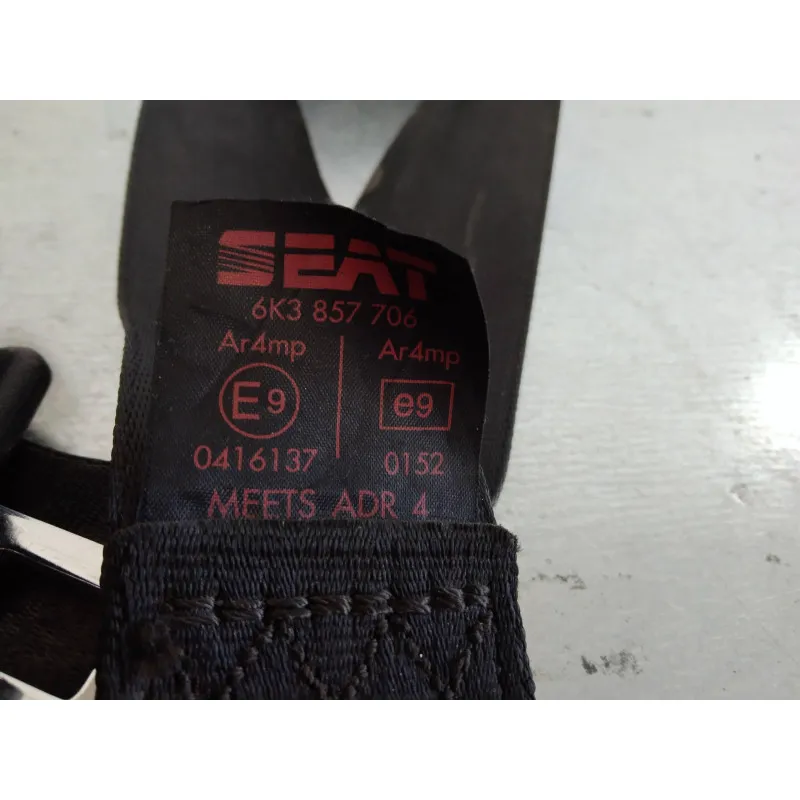 SEAT
6K3 857 706
Ar4mp Ar4mp
E9 e9
0416137 0152
MEETS ADR 4